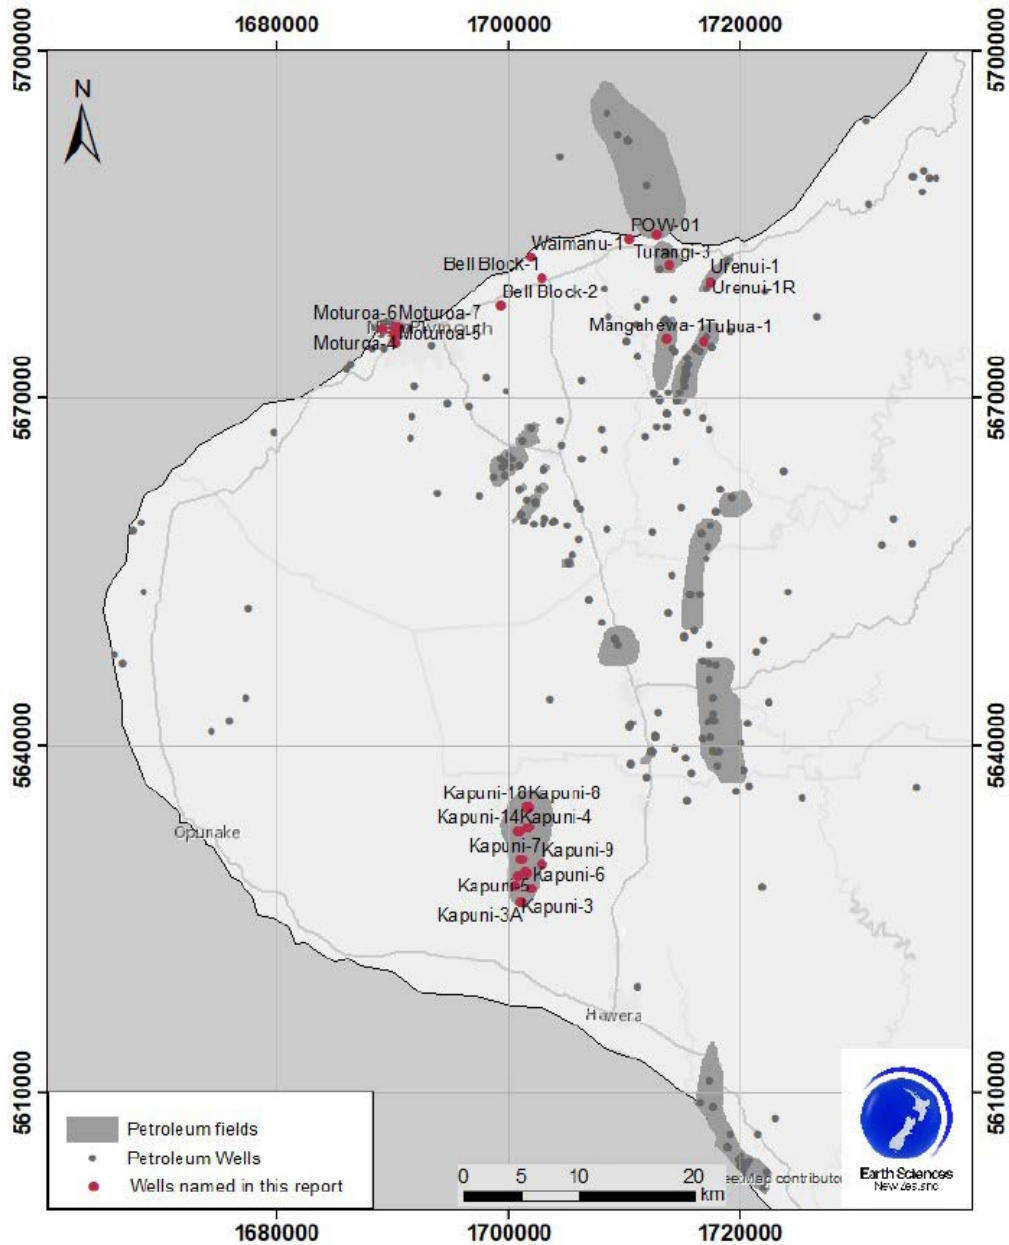 1680000 1700000 1720000
5700000 5700000
N
POW-01
Waimanu-1
Turangi-3
Bell Block-1
Urenui-1
Urenui-1R
Bell Block-2
Moturoa-6 Moturoa-7
Mangahewa-1 Tuhua-1
Moturoa-5
Moturoa-4
5670000 5670000
5640000 5640000
Kapuni-18 Kapuni-8
Kapuni-14 Kapuni-4
Opunake
Kapuni-7
Kapuni-9
Kapuni-6
Kapuni-5
Kapuni-3
Kapuni-3A
Hawera
5610000 5610000
Petroleum fields
Petroleum Wells
Wells named in this report
0 5 10 20
km
contributo
Earth Sciences
New Zealand
1680000 1700000 1720000